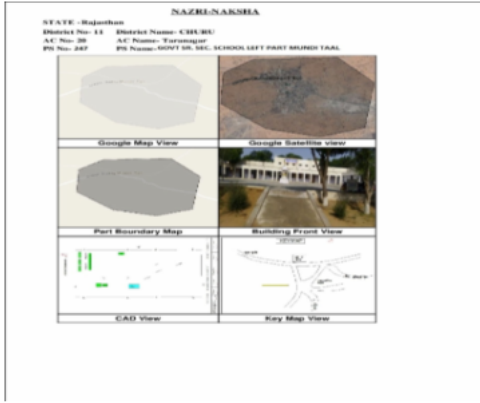 NAZRI-NAKSHA
STATE -Rajasthan
District No- 11 District Name- CHURU
AC No- 20 AC Name- Taranagar
PS No- 247 PS Name- GOVT SR. SEC. SCHOOL LEFT PART MUNDI TAAL
Google Map View Google Satellite view
Part Boundary Map Building Front View
KEY MAP
CAD View Key Map View